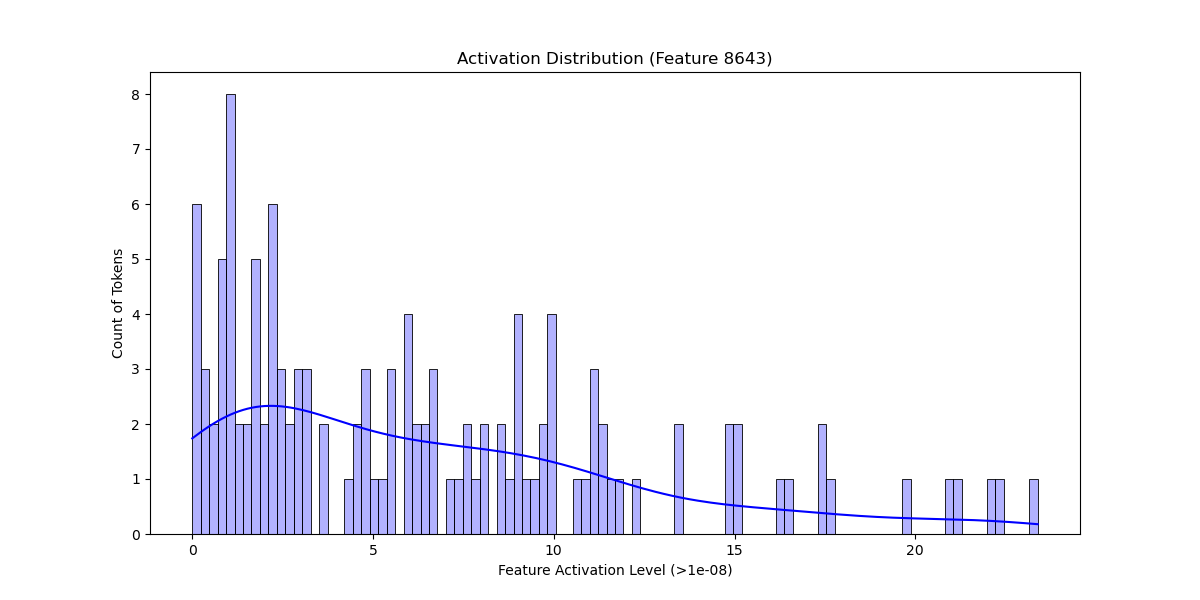 Activation Distribution (Feature 8643)
8
7
6
5
4
3
2
1
0
Count of Tokens
0 5 10 15 20
Feature Activation Level (>1e-08)